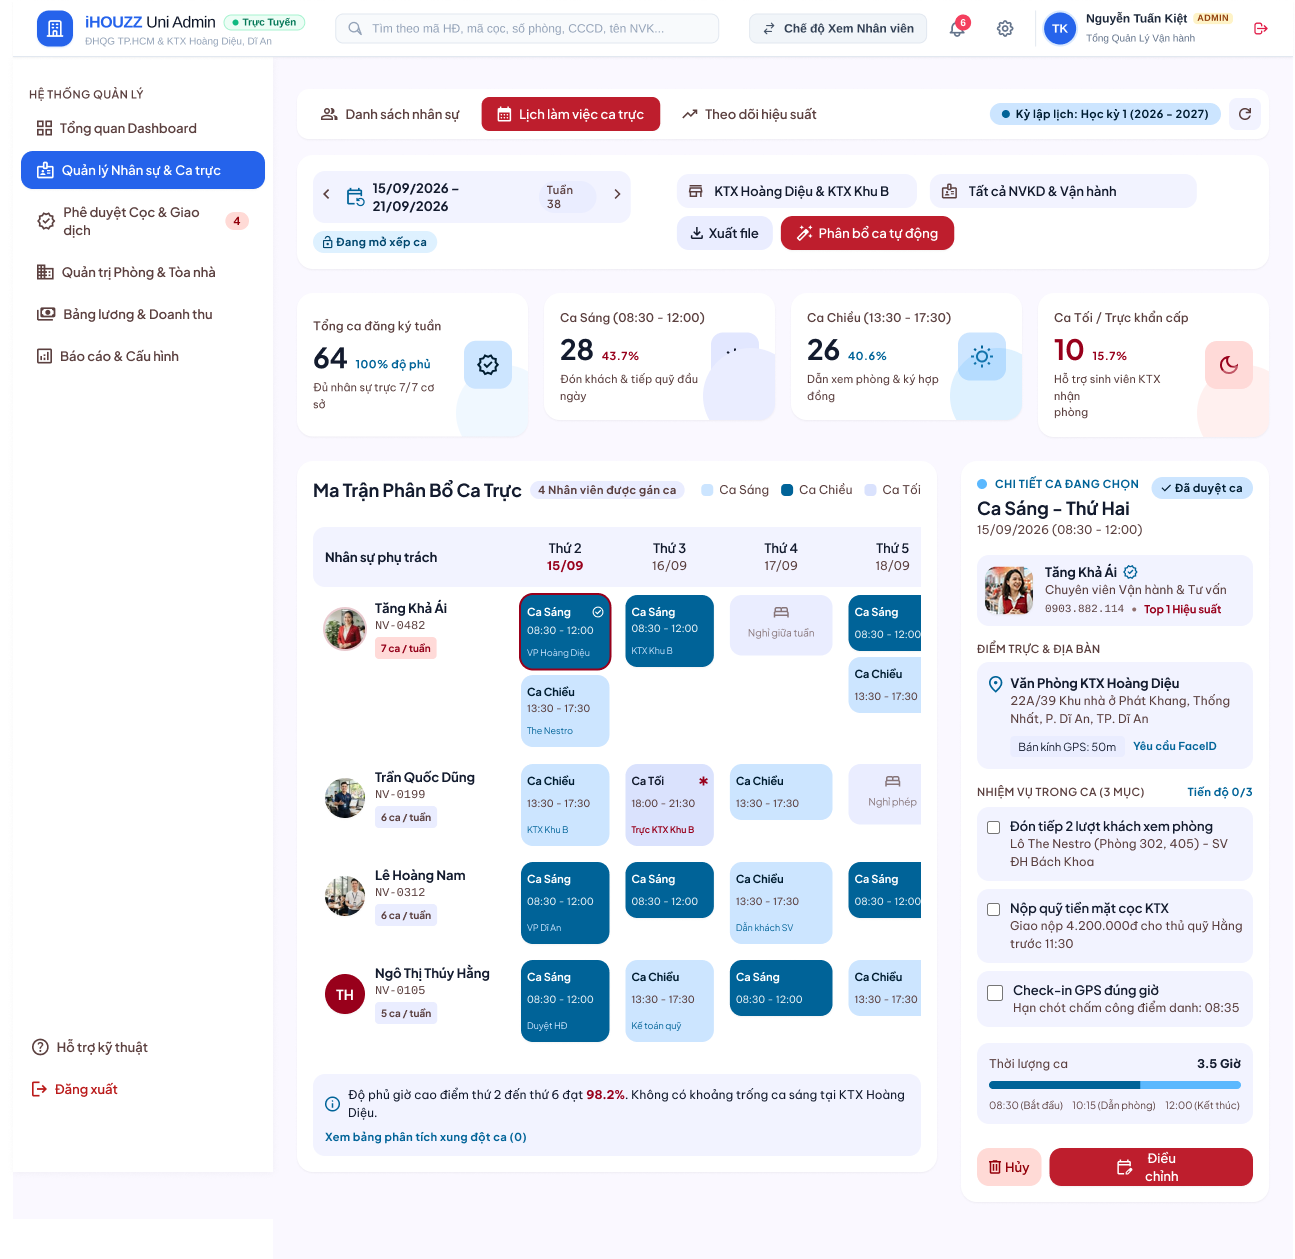 iHOUZZ Uni Admin
Trực Tuyến
ĐHQG TP.HCM & KTX Hoàng Diệu, Dĩ An
Tìm theo mã HĐ, mã cọc, số phòng, CCCD, tên NVK...
Chế độ Xem Nhân viên
6
TK
Nguyễn Tuấn Kiệt
ADMIN
Tổng Quản Lý Vận hành
HỆ THỐNG QUẢN LÝ
Tổng quan Dashboard
Quản lý Nhân sự & Ca trực
Phê duyệt Cọc & Giao
dịch
4
Quản trị Phòng & Tòa nhà
Bảng lương & Doanh thu
Báo cáo & Cấu hình
Hỗ trợ kỹ thuật
Đăng xuất
Danh sách nhân sự
Lịch làm việc ca trực
Theo dõi hiệu suất
Kỳ lập lịch: Học kỳ 1 (2026 - 2027)
15/09/2026 –
21/09/2026
Tuần
38
Đang mở xếp ca
KTX Hoàng Diệu & KTX Khu B
Tất cả NVKD & Vận hành
Xuất file
Phân bổ ca tự động
Tổng ca đăng ký tuần
64 100% độ phủ
Đủ nhân sự trực 7/7 cơ
sở
Ca Sáng (08:30 - 12:00)
28 43.7%
Đón khách & tiếp quỹ đầu
ngày
Ca Chiều (13:30 - 17:30)
26 40.6%
Dẫn xem phòng & ký hợp
đồng
Ca Tối / Trực khẩn cấp
10 15.7%
Hỗ trợ sinh viên KTX
nhận
phòng
Ma Trận Phân Bổ Ca Trực
4 Nhân viên được gán ca
Ca Sáng
Ca Chiều
Ca Tối
Nhân sự phụ trách
Thứ 2
15/09
Thứ 3
16/09
Thứ 4
17/09
Thứ 5
18/09
Tăng Khả Ái
NV-0482
7 ca / tuần
Ca Sáng
08:30 - 12:00
VP Hoàng Diệu
Ca Chiều
13:30 - 17:30
The Nestro
Ca Sáng
08:30 - 12:00
KTX Khu B
Nghỉ giữa tuần
Ca Sáng
08:30 - 12:00
Ca Chiều
13:30 - 17:30
Trần Quốc Dũng
NV-0199
6 ca / tuần
Ca Chiều
13:30 - 17:30
KTX Khu B
Ca Tối
18:00 - 21:30
Trực KTX Khu B
Ca Chiều
13:30 - 17:30
Nghỉ phép
Lê Hoàng Nam
NV-0312
6 ca / tuần
Ca Sáng
08:30 - 12:00
VP Dĩ An
Ca Sáng
08:30 - 12:00
Ca Chiều
13:30 - 17:30
Dẫn khách SV
Ca Sáng
08:30 - 12:00
TH
Ngô Thị Thúy Hằng
NV-0105
5 ca / tuần
Ca Sáng
08:30 - 12:00
Duyệt HĐ
Ca Chiều
13:30 - 17:30
Kế toán quỹ
Ca Sáng
08:30 - 12:00
Ca Chiều
13:30 - 17:30
Độ phủ giờ cao điểm thứ 2 đến thứ 6 đạt 98.2%. Không có khoảng trống ca sáng tại KTX Hoàng
Diệu.
Xem bảng phân tích xung đột ca (0)
CHI TIẾT CA ĐANG CHỌN
Đã duyệt ca
Ca Sáng - Thứ Hai
15/09/2026 (08:30 - 12:00)
Tăng Khả Ái
Chuyên viên Vận hành & Tư vấn
0903.882.114 • Top 1 Hiệu suất
ĐIỂM TRỰC & ĐỊA BÀN
Văn Phòng KTX Hoàng Diệu
22A/39 Khu nhà ở Phát Khang, Thống
Nhất, P. Dĩ An, TP. Dĩ An
Bán kính GPS: 50m
Yêu cầu FaceID
NHIỆM VỤ TRONG CA (3 MỤC)
Tiến độ 0/3
Đón tiếp 2 lượt khách xem phòng
Lô The Nestro (Phòng 302, 405) - SV
ĐH Bách Khoa
Nộp quỹ tiền mặt cọc KTX
Giao nộp 4.200.000đ cho thủ quỹ Hằng
trước 11:30
Check-in GPS đúng giờ
Hạn chót chấm công điểm danh: 08:35
Thời lượng ca
3.5 Giờ
08:30 (Bắt đầu)
10:15 (Dẫn phòng)
12:00 (Kết thúc)
Hủy
Điều
chỉnh